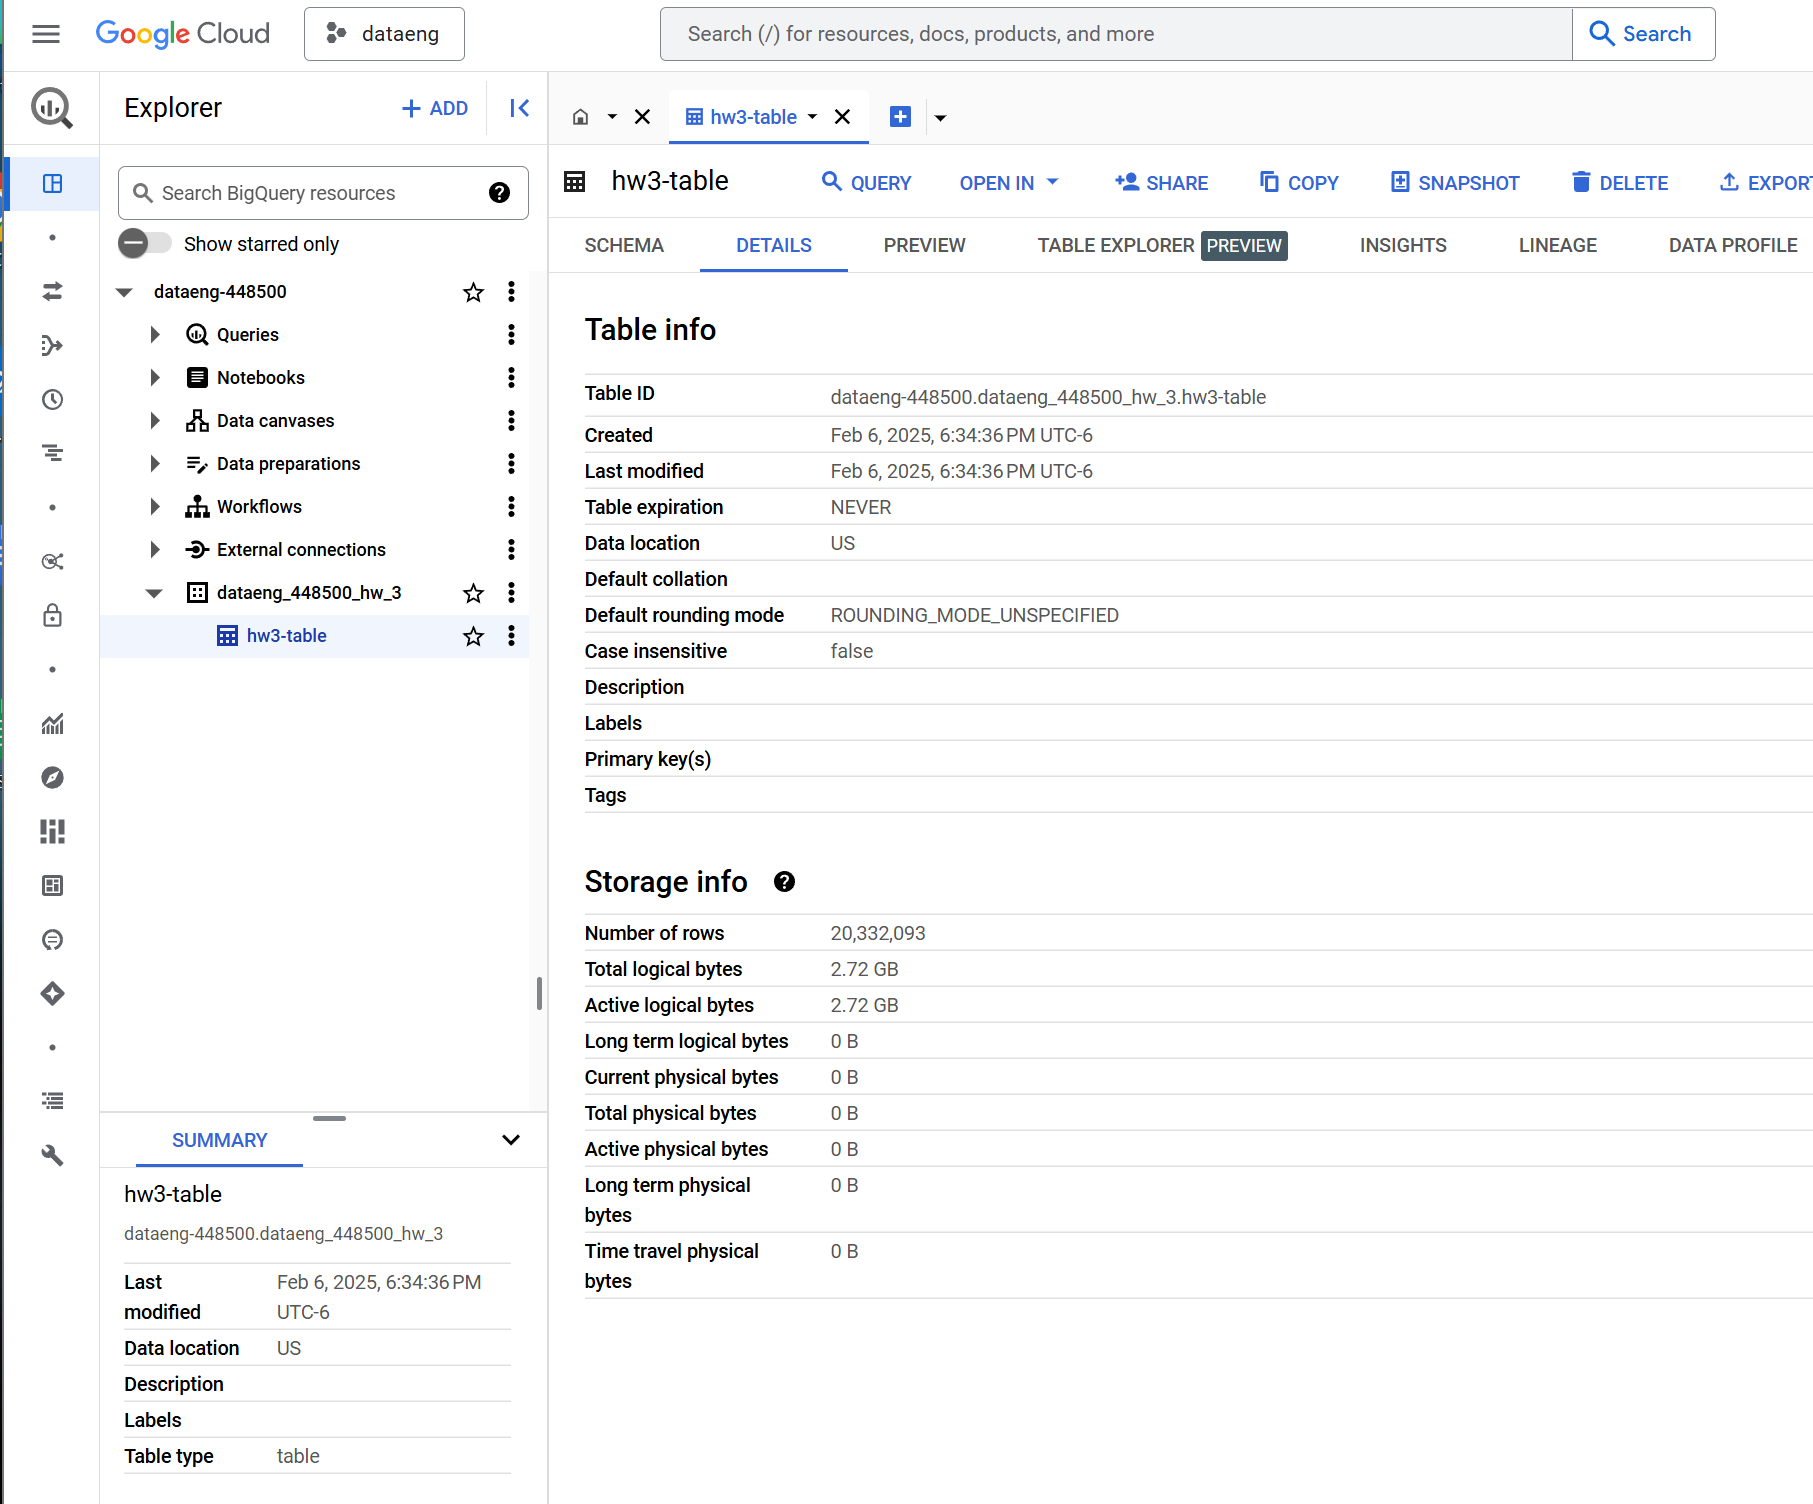 Google Cloud
dataeng
Search (/) for resources, docs, products, and more
Search
Explorer
ADD
Search BigQuery resources
Show starred only
dataeng-448500
Queries
Notebooks
Data canvases
Data preparations
Workflows
External connections
dataeng_448500_hw_3
hw3-table
SUMMARY
hw3-table
dataeng-448500.dataeng_448500_hw_3
Last modified Feb 6, 2025, 6:34:36 PM UTC-6
Data location US
Description
Labels
Table type table
hw3-table
hw3-table
QUERY
OPEN IN
SHARE
COPY
SNAPSHOT
DELETE
EXPORT
SCHEMA
DETAILS
PREVIEW
TABLE EXPLORER PREVIEW
INSIGHTS
LINEAGE
DATA PROFILE
Table info
Table ID dataeng-448500.dataeng_448500_hw_3.hw3-table
Created Feb 6, 2025, 6:34:36 PM UTC-6
Last modified Feb 6, 2025, 6:34:36 PM UTC-6
Table expiration NEVER
Data location US
Default collation
Default rounding mode ROUNDING_MODE_UNSPECIFIED
Case insensitive false
Description
Labels
Primary key(s)
Tags
Storage info
Number of rows 20,332,093
Total logical bytes 2.72 GB
Active logical bytes 2.72 GB
Long term logical bytes 0 B
Current physical bytes 0 B
Total physical bytes 0 B
Active physical bytes 0 B
Long term physical bytes 0 B
Time travel physical bytes 0 B